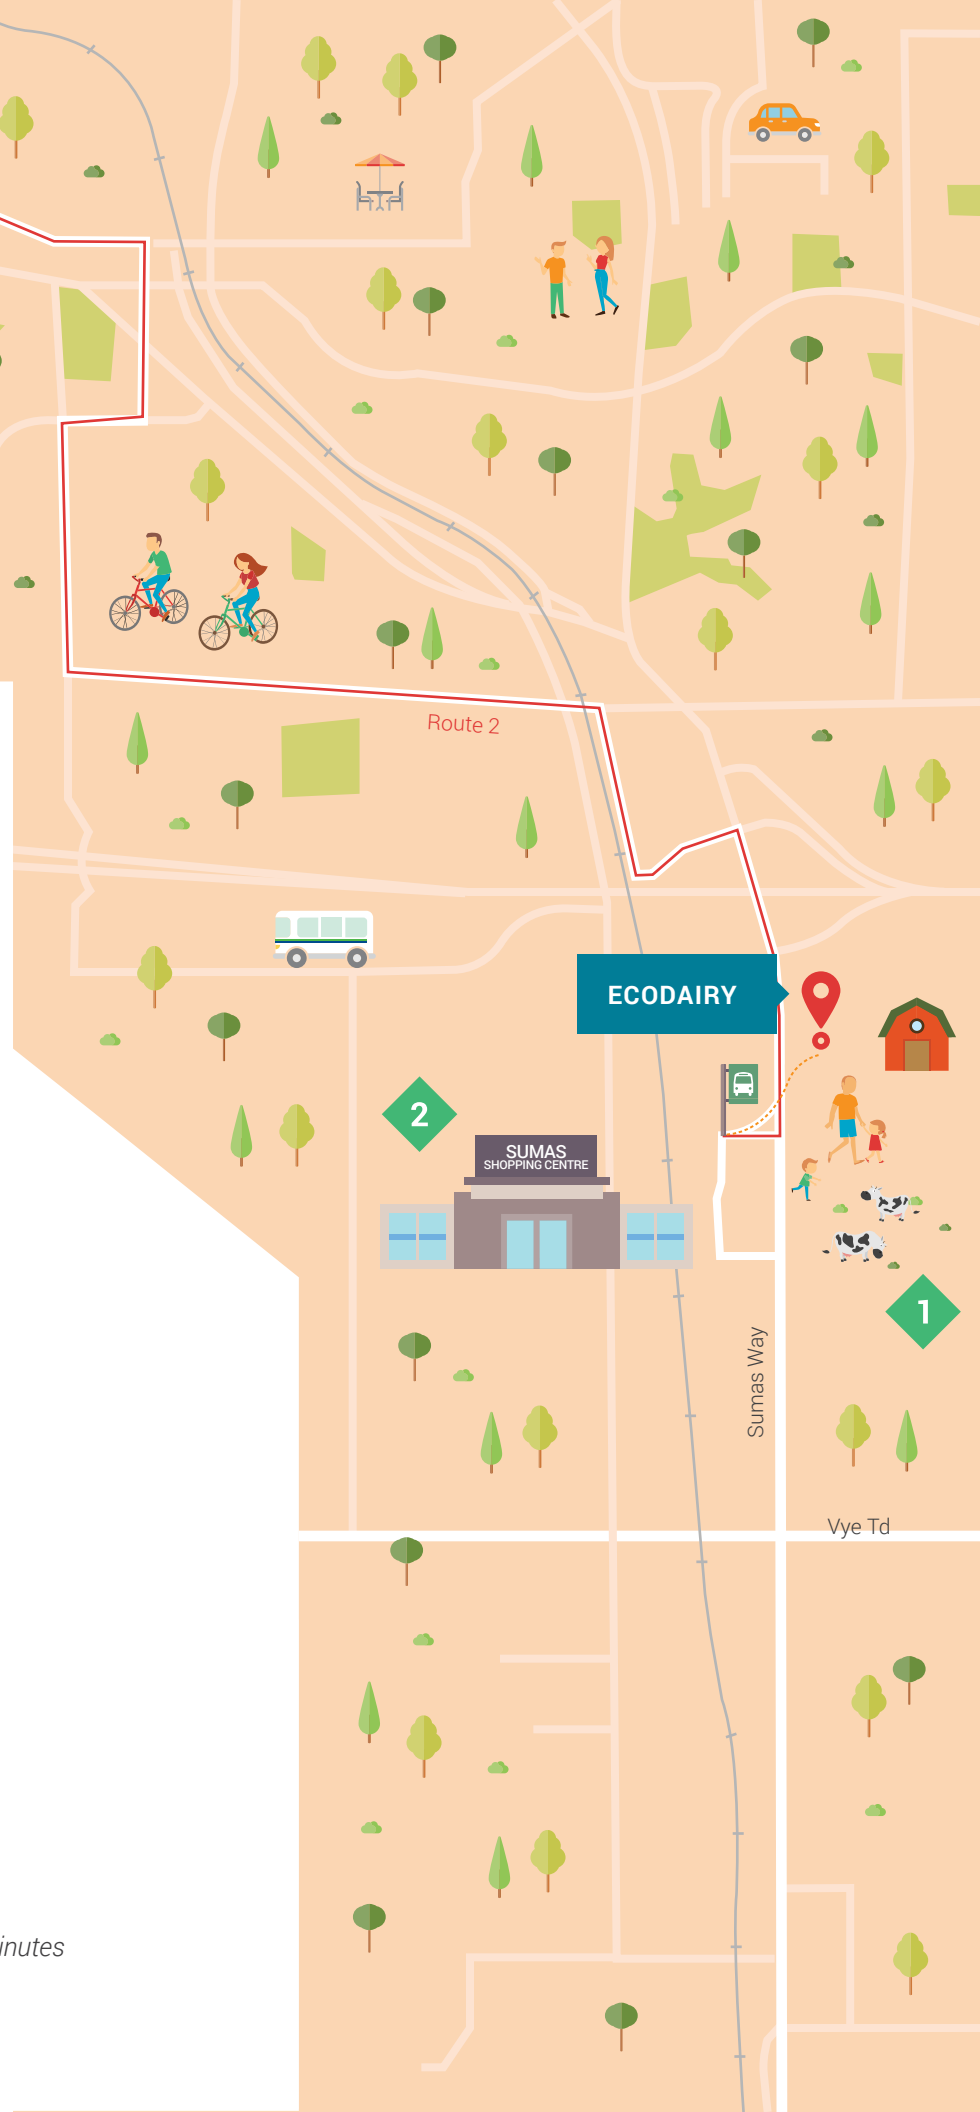 Route 2
ECODAIRY
2
SUMAS
SHOPPING CENTRE
1
Sumas Way
Vye Td
inutes